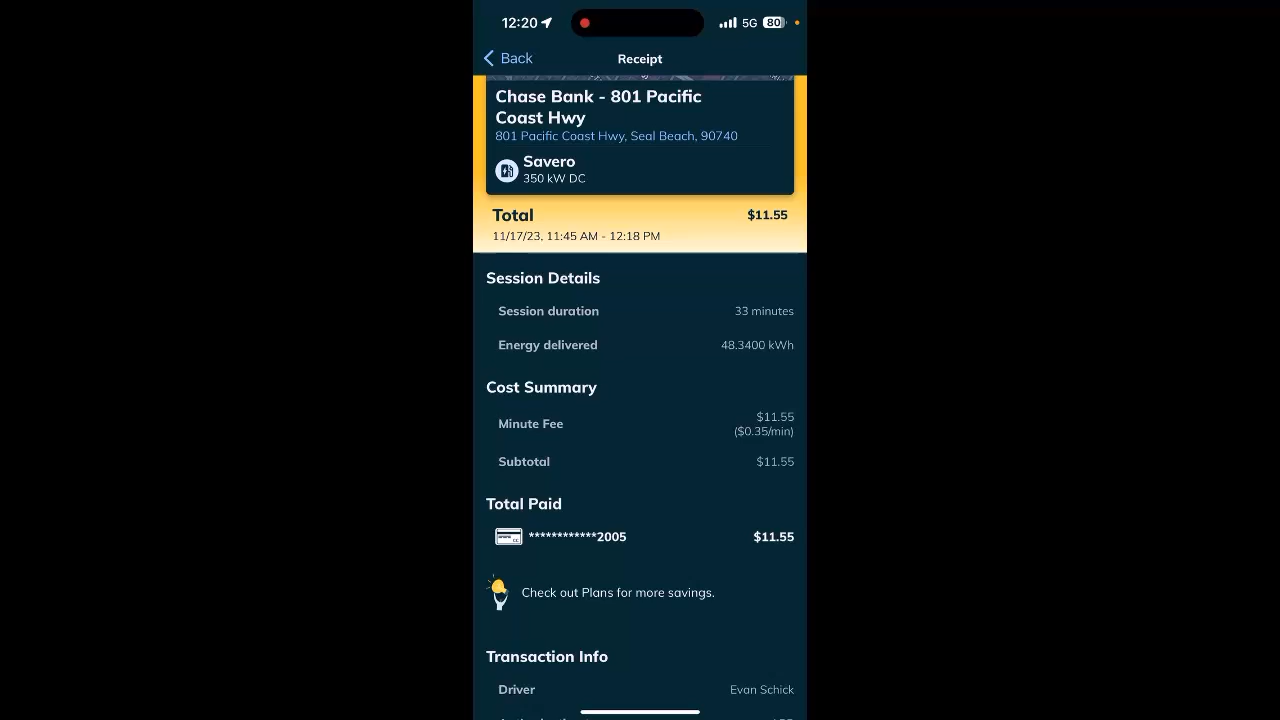 12:20
5G 80
Back
Receipt
Chase Bank - 801 Pacific
Coast Hwy
801 Pacific Coast Hwy, Seal Beach, 90740
Savero
350 kW DC
Total $11.55
11/17/23, 11:45 AM - 12:18 PM
Session Details
Session duration 33 minutes
Energy delivered 48.3400 kWh
Cost Summary
Minute Fee $11.55
($0.35/min)
Subtotal $11.55
Total Paid
************2005 $11.55
Check out Plans for more savings.
Transaction Info
Driver Evan Schick